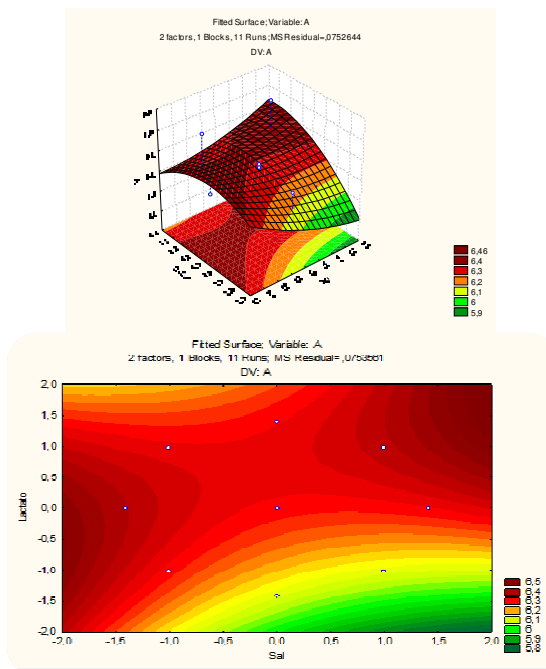 Fitted Surface; Variable: A
2 factors, 1 Blocks, 11 Runs; MS Residual=,0752644
DV: A
6,46
6,4
6,3
6,2
6,1
6
5,9
Fitted Surface; Variable: A
2 factors, 1 Blocks, 11 Runs; MS Residual=
DV: A
2,0
1,5
1,0
0,5
0,0
-0,5
-1,0
-1,5
-2,0
Lactato
-2,0 -1,5 -1,0 -0,5 0,0 0,5 1,0 1,5 2,0
Sal
6,5
6,4
6,3
6,2
6,1
6
5,9
5,8